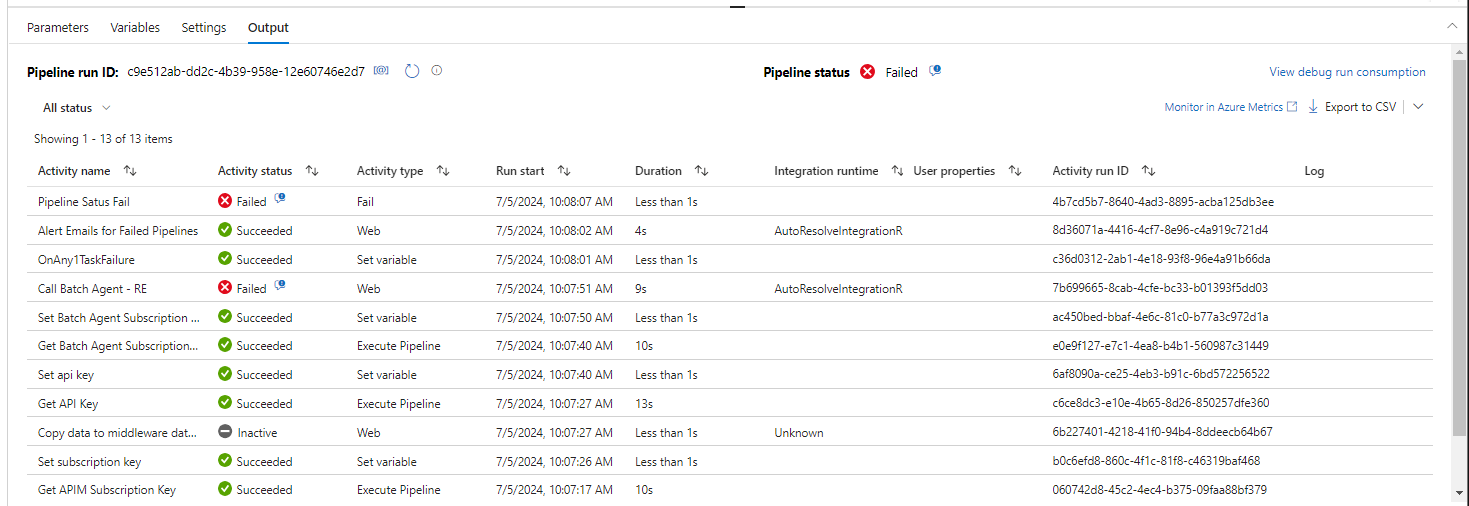 Parameters Variables Settings Output
Pipeline run ID: c9e512ab-dd2c-4b39-958e-12e60746e2d7 Pipeline status Failed View debug run consumption
All status Monitor in Azure Metrics Export to CSV
Showing 1 - 13 of 13 items
Activity name Activity status Activity type Run start Duration Integration runtime User properties Activity run ID Log
Pipeline Satus Fail Failed Fail 7/5/2024, 10:08:07 AM Less than 1s 4b7cd5b7-8640-4ad3-8895-acba125db3ee
Alert Emails for Failed Pipelines Succeeded Web 7/5/2024, 10:08:02 AM 4s AutoResolveIntegrationR 8d36071a-4416-4cf7-8e96-c4a919c721d4
OnAny1TaskFailure Succeeded Set variable 7/5/2024, 10:08:01 AM Less than 1s c36d0312-2ab1-4e18-93f8-96e4a91b66da
Call Batch Agent - RE Failed Web 7/5/2024, 10:07:51 AM 9s AutoResolveIntegrationR 7b699665-8cab-4cfe-bc33-b01393f5dd03
Set Batch Agent Subscription ... Succeeded Set variable 7/5/2024, 10:07:50 AM Less than 1s ac450bed-bbaf-4e6c-81c0-b77a3c972d1a
Get Batch Agent Subscription... Succeeded Execute Pipeline 7/5/2024, 10:07:40 AM 10s e0e9f127-e7c1-4ea8-b4b1-560987c31449
Set api key Succeeded Set variable 7/5/2024, 10:07:40 AM Less than 1s 6af8090a-ce25-4eb3-b91c-6bd572256522
Get API Key Succeeded Execute Pipeline 7/5/2024, 10:07:27 AM 13s c6ce8dc3-e10e-4b65-8d26-850257dfe360
Copy data to middleware dat... Inactive Web 7/5/2024, 10:07:27 AM Less than 1s Unknown 6b227401-4218-41f0-94b4-8ddeecb64b67
Set subscription key Succeeded Set variable 7/5/2024, 10:07:26 AM Less than 1s b0c6efd8-860c-4f1c-81f8-c46319baf468
Get APIM Subscription Key Succeeded Execute Pipeline 7/5/2024, 10:07:17 AM 10s 060742d8-45c2-4ec4-b375-09faa88bf379